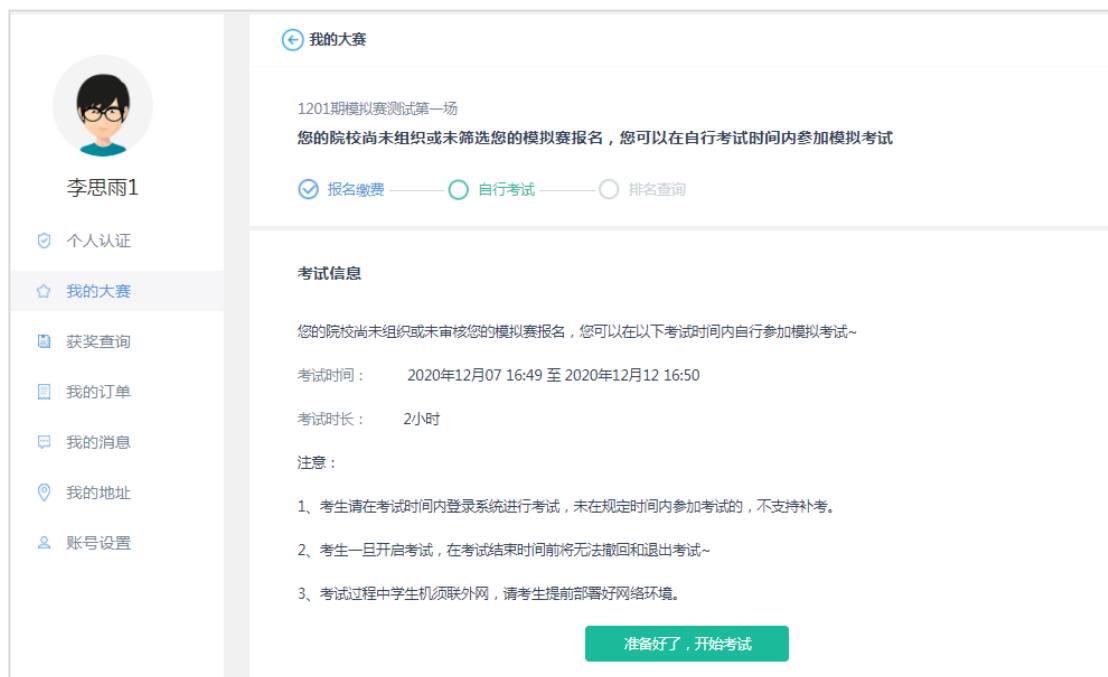 李思雨1
个人认证
我的大赛
获奖查询
我的订单
我的消息
我的地址
账号设置
我的大赛
1201期模拟赛测试第一场
您的院校尚未组织或未筛选您的模拟赛报名，您可以在自行考试时间内参加模拟考试
报名缴费 自行考试 排名查询
考试信息
您的院校尚未组织或未审核您的模拟赛报名，您可以在以下考试时间内自行参加模拟考试~
考试时间： 2020年12月07 16:49 至 2020年12月12 16:50
考试时长： 2小时
注意：
1、考生请在考试时间内登录系统进行考试，未在规定时间内参加考试的，不支持补考。
2、考生一旦开启考试，在考试结束时间前将无法撤回和退出考试~
3、考试过程中学生机须联外网，请考生提前部署好网络环境。
准备好了，开始考试